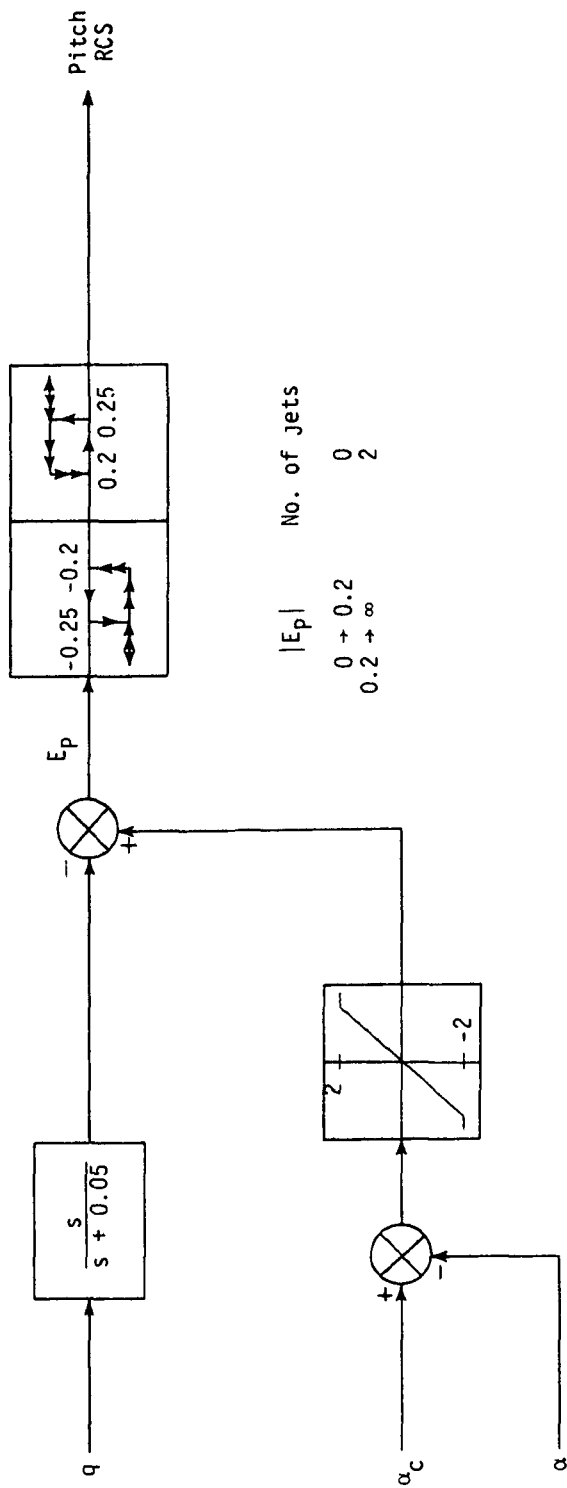 Pitch
RCS
-0.25 -0.2
0.2 0.25
E_p
|E_p| No. of jets
0 → 0.2 0
0.2 → ∞ 2
-
+
s
s + 0.05
2
-2
+
-
q
α_c
α